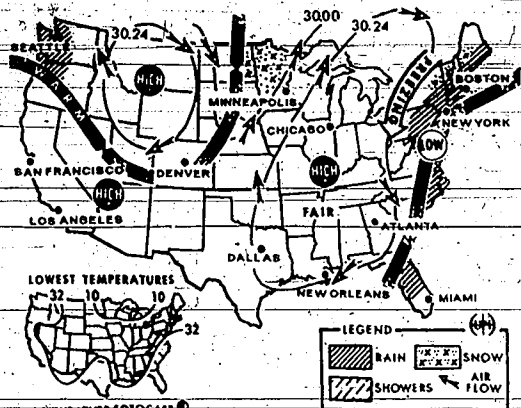 30.24
30.00
30.24
SEATTLE
HIGH
WARM
MINNEAPOLIS
FREEZING
BOSTON
NEW YORK
CHICAGO
LOW
SAN FRANCISCO
DENVER
HIGH
HIGH
LOS ANGELES
FAIR
ATLANTA
DALLAS
NEW ORLEANS
MIAMI
LOWEST TEMPERATURES
32
10
10
32
LEGEND
RAIN
SNOW
SHOWERS
AIR FLOW